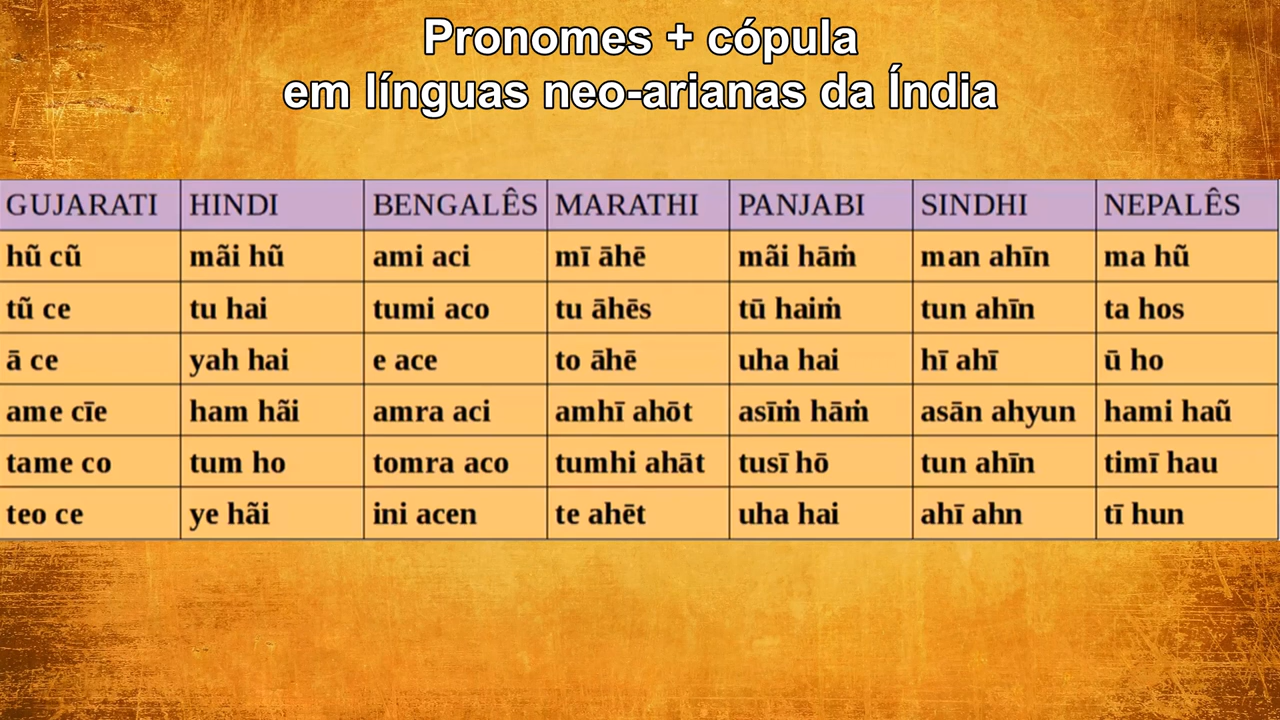 Pronomes + cópula
em línguas neo-arianas da Índia
GUJARATI HINDI BENGALÊS MARATHI PANJABI SINDHI NEPALÊS
hũ cũ mãi hũ ami aci mī āhē mãi hāṁ man ahīn ma hũ
tũ ce tu hai tumi aco tu āhēs tū haiṁ tun ahīn ta hos
ā ce yah hai e ace to āhē uha hai hī ahī ū ho
ame cīe ham hãi amra aci amhī ahōt asīṁ hāṁ asān ahyun hami haũ
tame co tum ho tomra aco tumhi ahāt tusī hō tun ahīn timī hau
teo ce ye hãi ini acen te ahēt uha hai ahī ahn tī hun